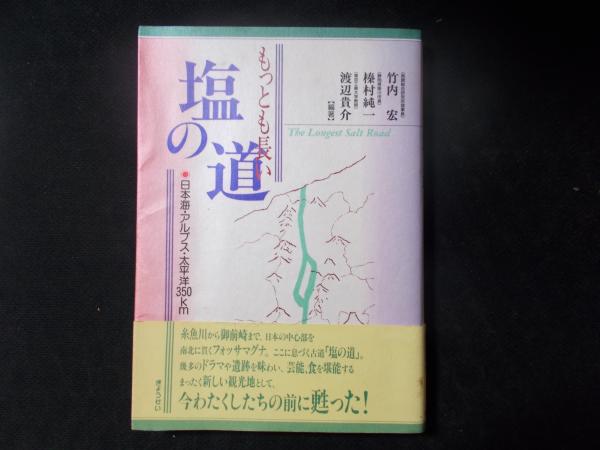 もっとも長い
塩の道
●日本海・アルプス・太平洋350km
竹内 宏
榛村純一
渡辺貴介
【編著】
The Longest Salt Road
糸魚川から御前崎まで、日本の中心部を
南北に貫くフォッサマグナ。ここに息づく古道「塩の道」。
幾多のドラマや遺跡を味わい、芸能、食を堪能する
まったく新しい観光地として、
今わたくしたちの前に甦った!
ぎょうせい